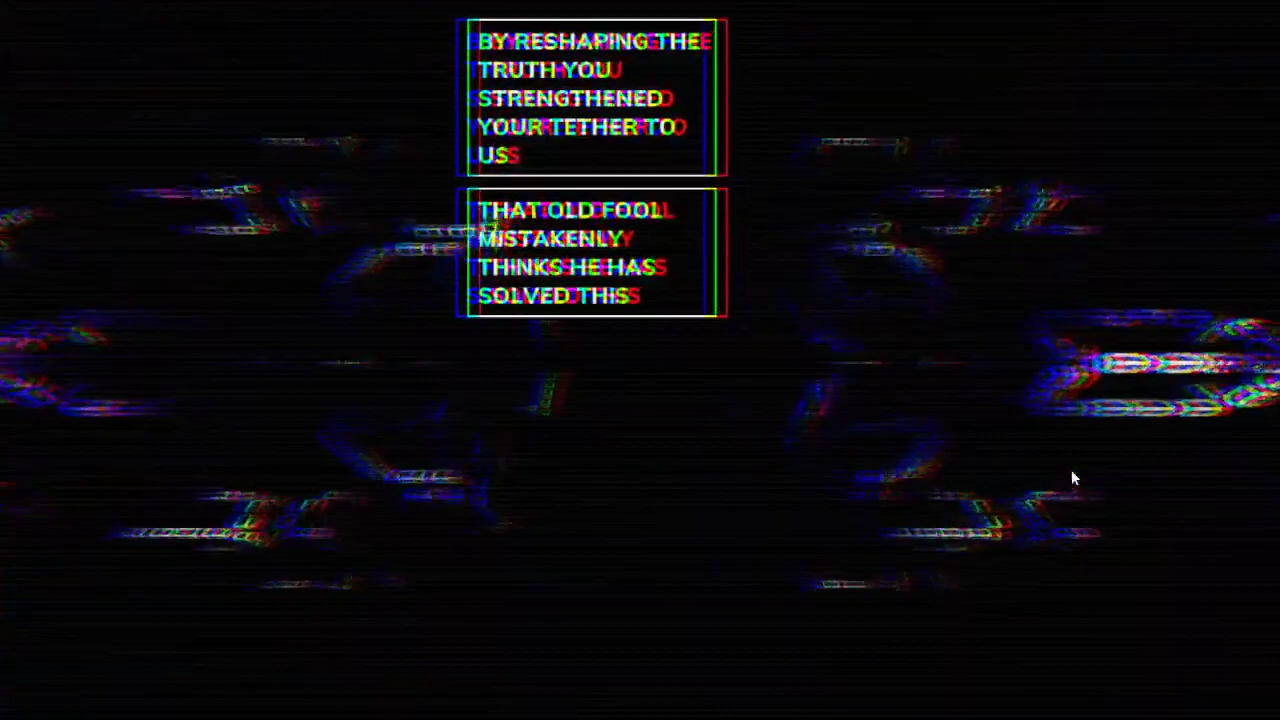 BY RESHAPING THE
TRUTH YOU
STRENGTHENED
YOUR TETHER TO
US
THAT OLD FOOL
MISTAKENLY
THINKS HE HAS
SOLVED THIS